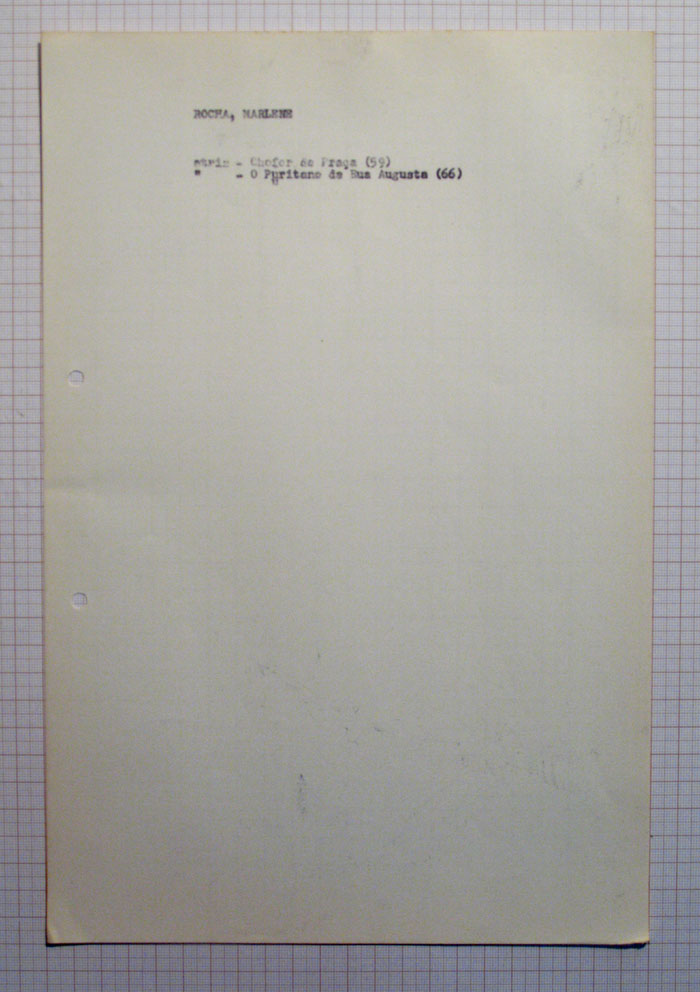 ROCHA, MARLENE
atriz - Chofer de Praça (59)
" - O Puritano da Rua Augusta (66)